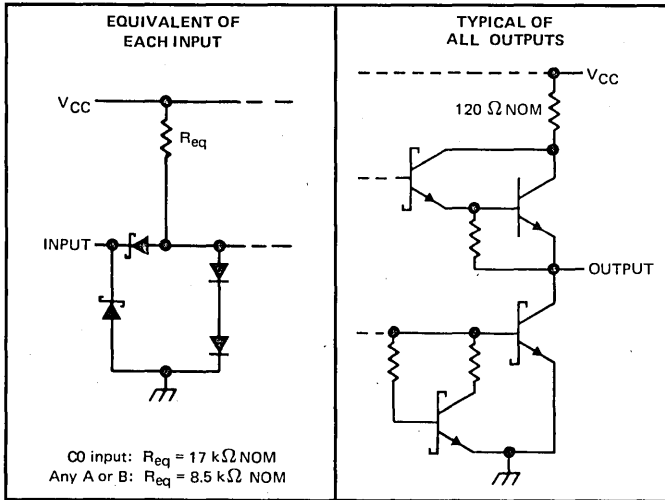 EQUIVALENT OF
EACH INPUT
VCC
Req
INPUT
C0 input: Req = 17 kΩ NOM
Any A or B: Req = 8.5 kΩ NOM
TYPICAL OF
ALL OUTPUTS
VCC
120 Ω NOM
OUTPUT